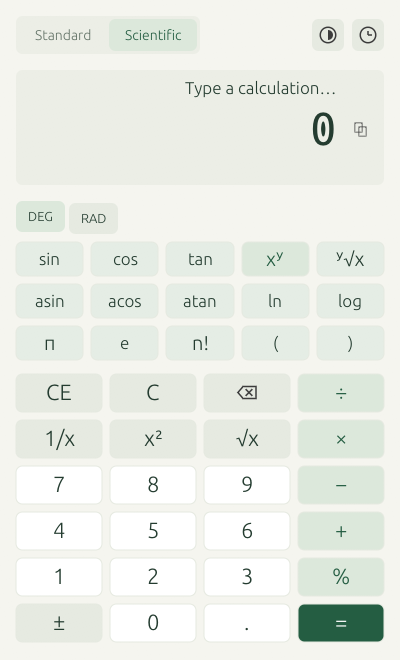 Standard Scientific
Type a calculation...
0
DEG RAD
sin cos tan xʸ ʸ√x
asin acos atan ln log
π e n! ( )
CE C ÷
1/x x² √x ×
7 8 9 −
4 5 6 +
1 2 3 %
± 0 . =